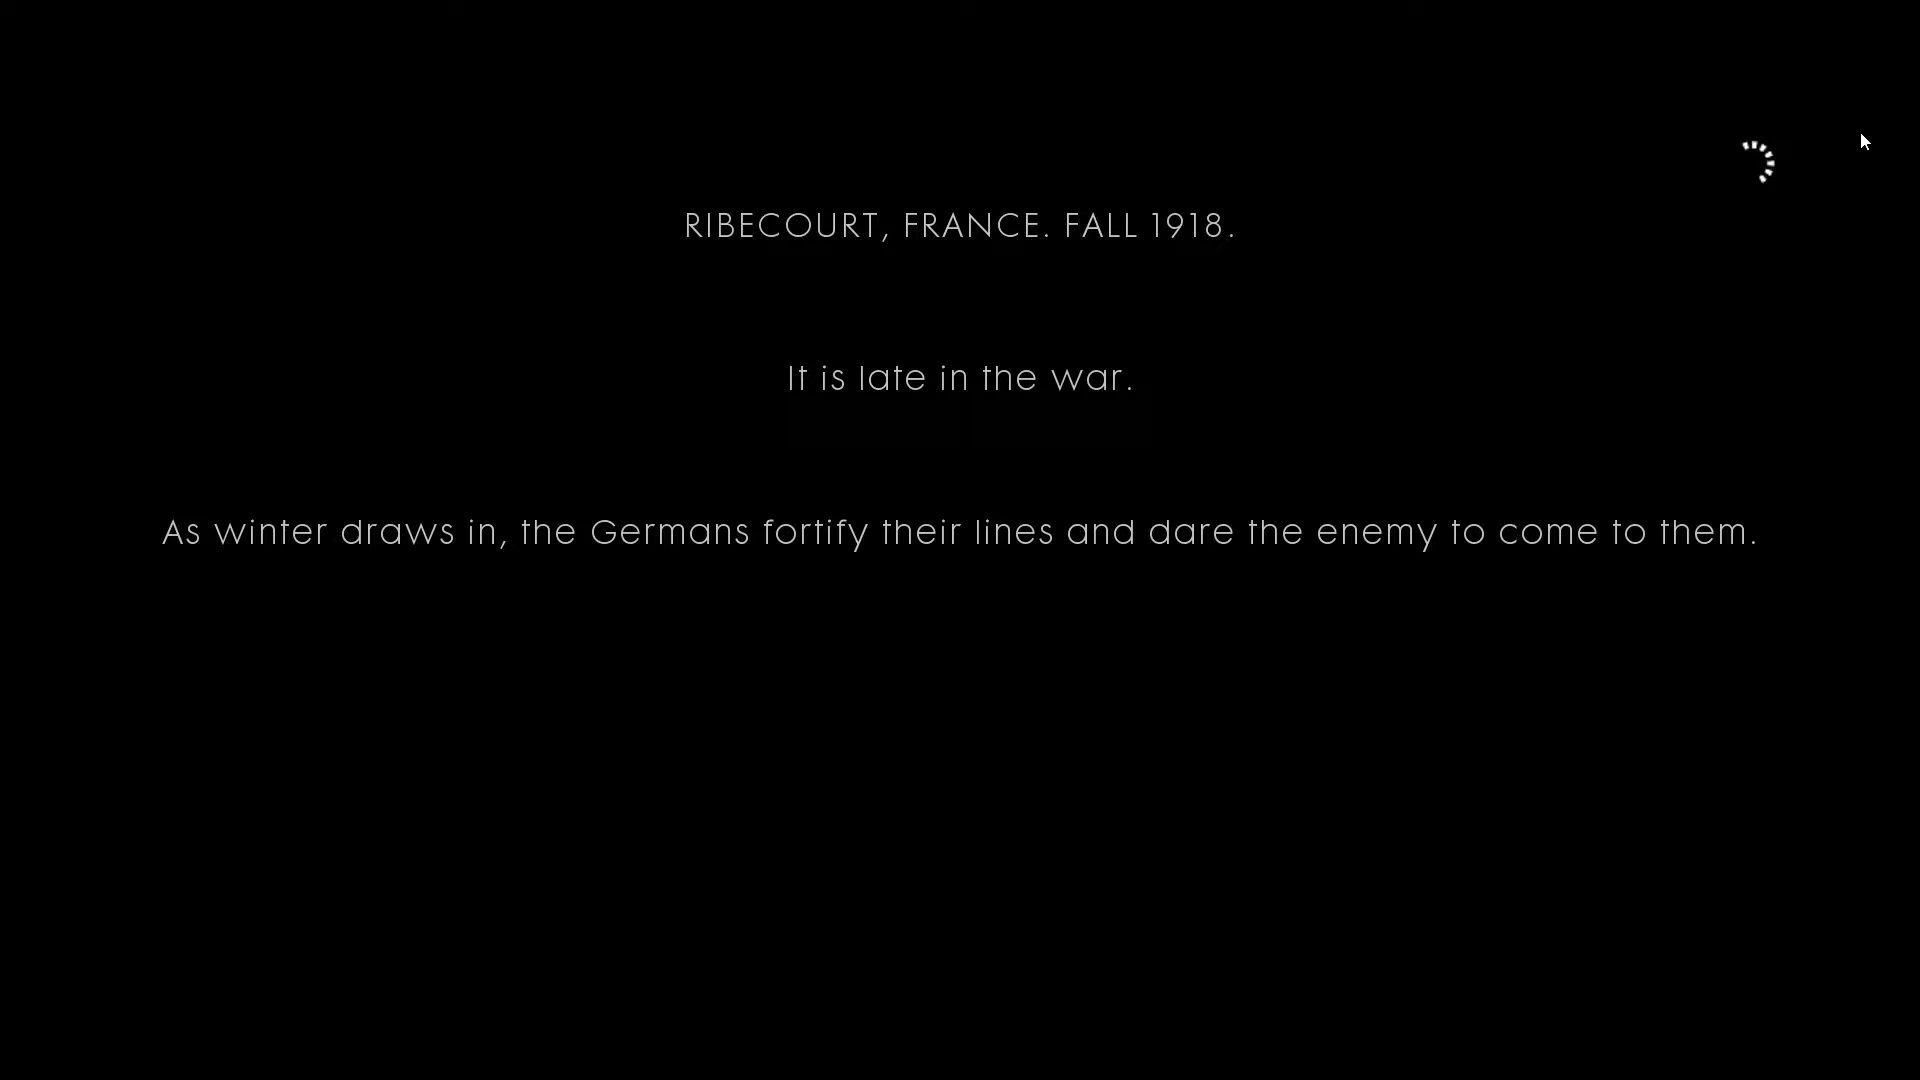 RIBECOURT, FRANCE. FALL 1918.
It is late in the war.
As winter draws in, the Germans fortify their lines and dare the enemy to come to them.